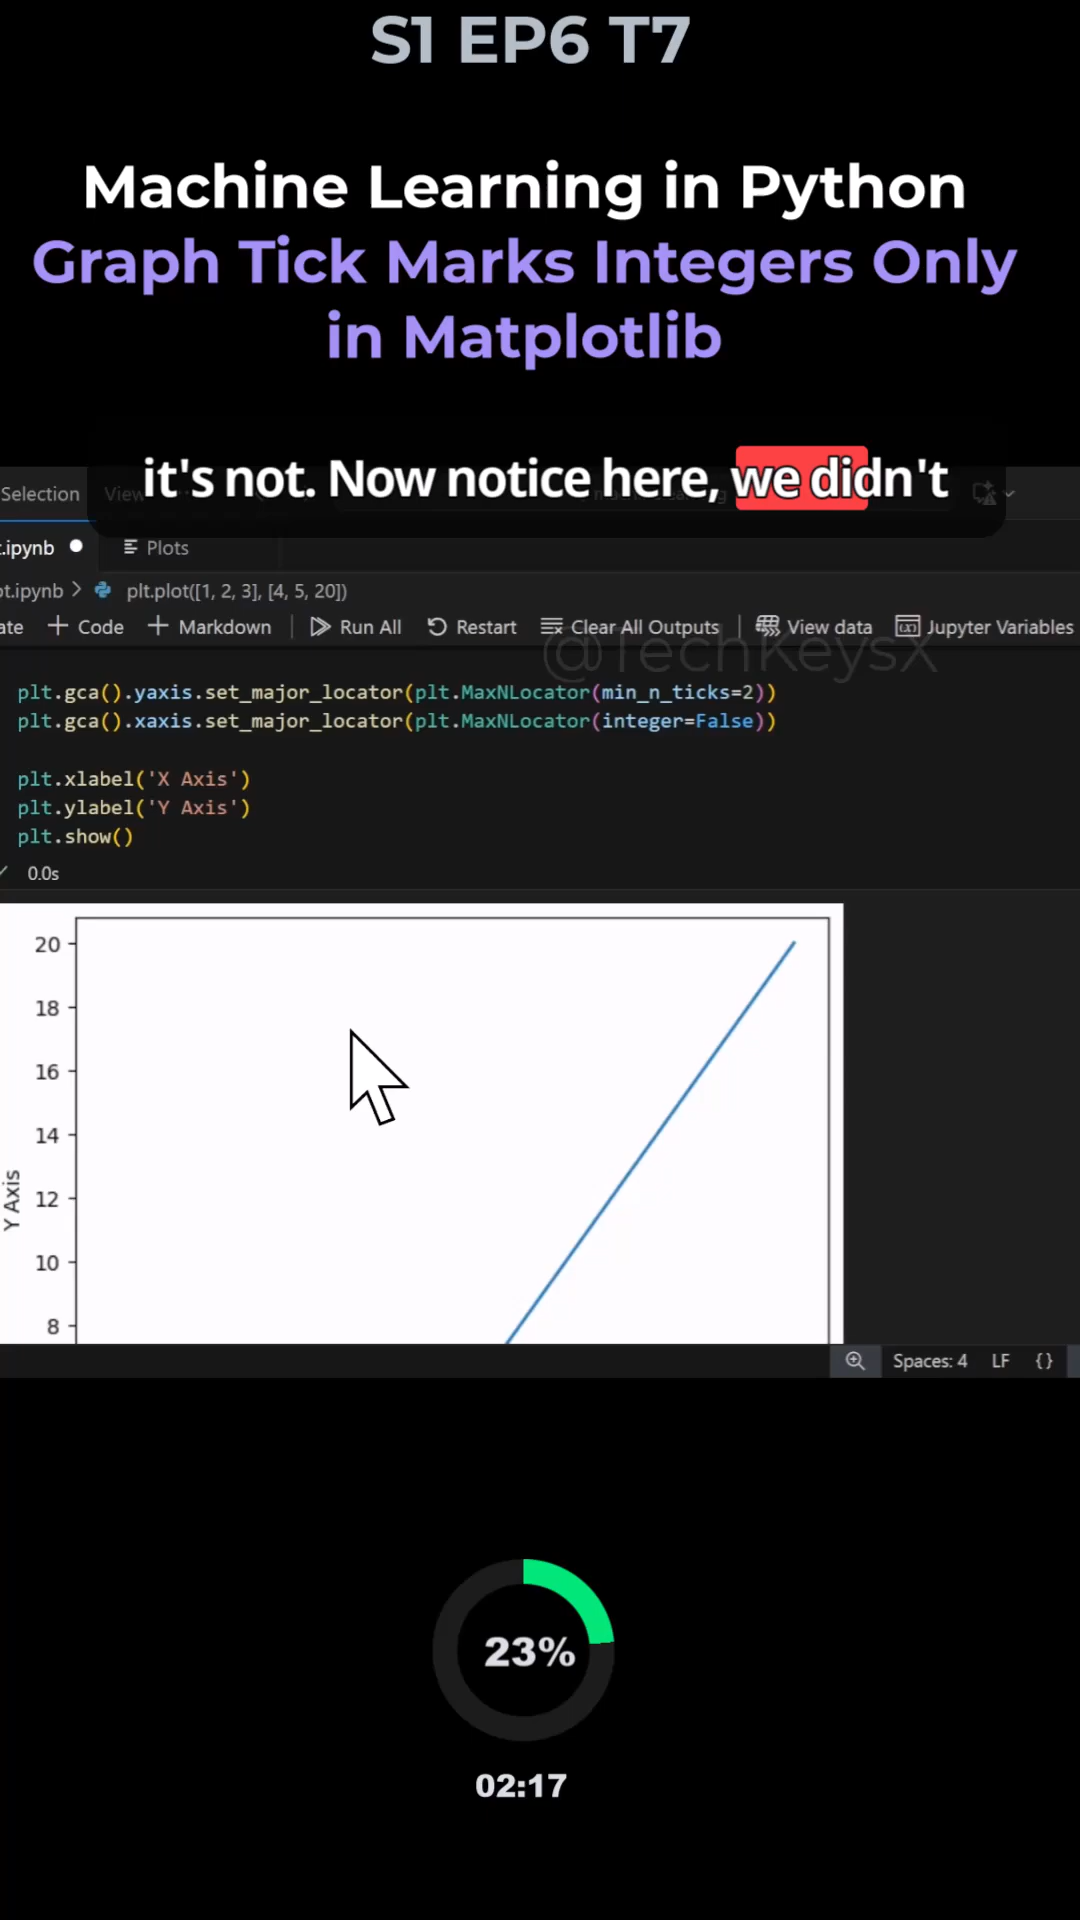 S1 EP6 T7
Machine Learning in Python
Graph Tick Marks Integers Only
in Matplotlib
it's not. Now notice here, we didn't
Selection View
.ipynb Plots
ot.ipynb > plt.plot([1, 2, 3], [4, 5, 20])
ate + Code + Markdown Run All Restart Clear All Outputs View data Jupyter Variables
@TechKeysX
plt.gca().yaxis.set_major_locator(plt.MaxNLocator(min_n_ticks=2))
plt.gca().xaxis.set_major_locator(plt.MaxNLocator(integer=False))
plt.xlabel('X Axis')
plt.ylabel('Y Axis')
plt.show()
0.0s
20
18
16
14
12
10
8
Y Axis
Spaces: 4 LF {}
23%
02:17